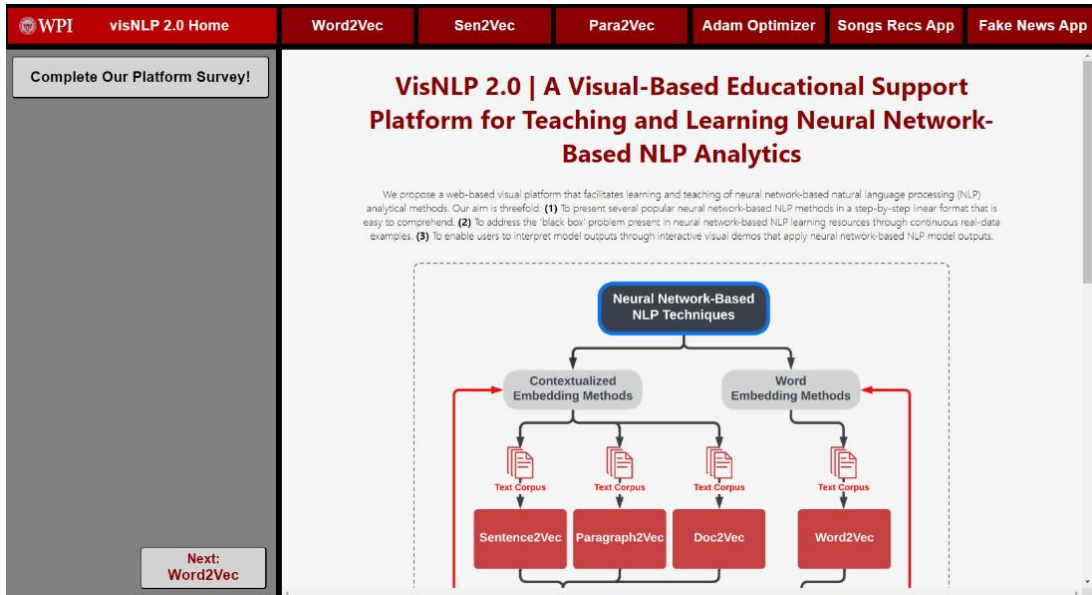 WPI
visNLP 2.0 Home
Word2Vec
Sen2Vec
Para2Vec
Adam Optimizer
Songs Recs App
Fake News App
Complete Our Platform Survey!
VisNLP 2.0 | A Visual-Based Educational Support
Platform for Teaching and Learning Neural Network-
Based NLP Analytics
We propose a web-based visual platform that facilitates learning and teaching of neural network-based natural language processing (NLP)
analytical methods. Our aim is threefold: (1) To present several popular neural network-based NLP methods in a step-by-step linear format that is
easy to comprehend. (2) To address the 'black box' problem present in neural network-based NLP learning resources through continuous real-data
examples. (3) To enable users to interpret model outputs through interactive visual demos that apply neural network-based NLP model outputs.
Neural Network-Based
NLP Techniques
Contextualized
Embedding Methods
Word
Embedding Methods
Text Corpus
Text Corpus
Text Corpus
Text Corpus
Sentence2Vec
Paragraph2Vec
Doc2Vec
Word2Vec
Next:
Word2Vec